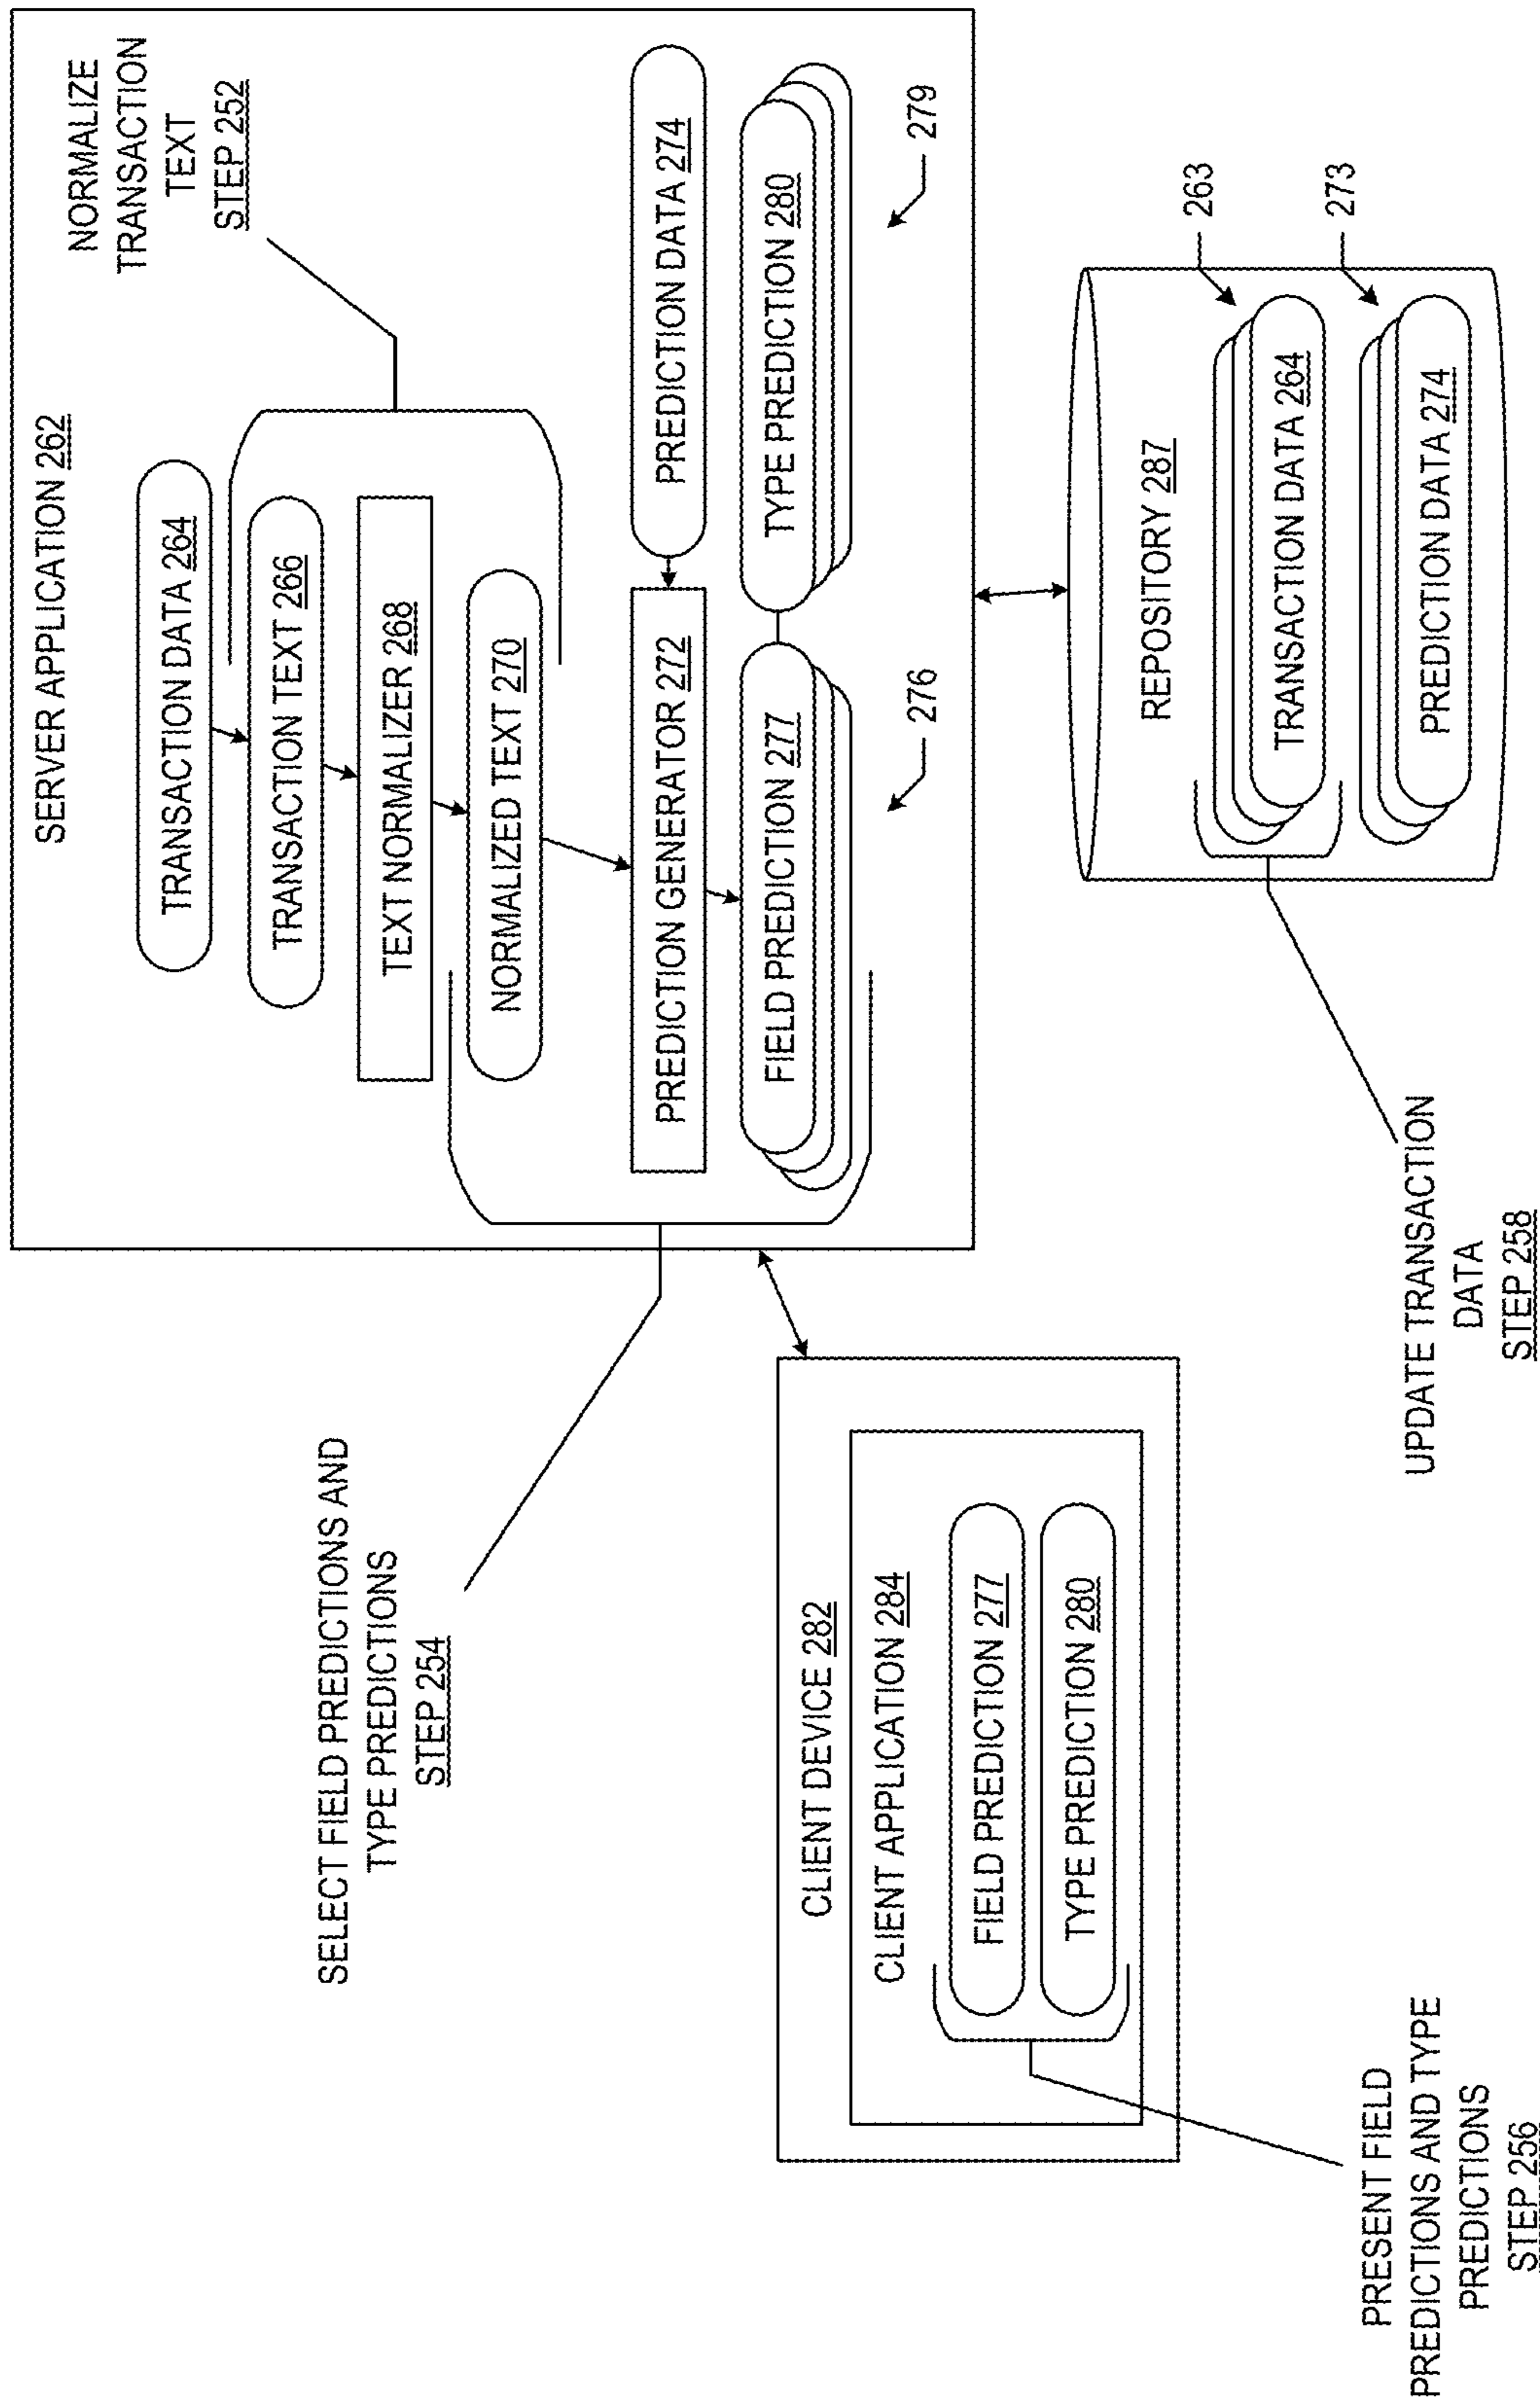 SERVER APPLICATION 262
TRANSACTION DATA 264
TRANSACTION TEXT 266
TEXT NORMALIZER 268
NORMALIZED TEXT 270
PREDICTION GENERATOR 272
PREDICTION DATA 274
FIELD PREDICTION 277
TYPE PREDICTION 280
276
279
NORMALIZE
TRANSACTION
TEXT
STEP 252
SELECT FIELD PREDICTIONS AND
TYPE PREDICTIONS
STEP 254
CLIENT DEVICE 282
CLIENT APPLICATION 284
FIELD PREDICTION 277
TYPE PREDICTION 280
PRESENT FIELD
PREDICTIONS AND TYPE
PREDICTIONS
STEP 256
REPOSITORY 287
TRANSACTION DATA 264
263
PREDICTION DATA 274
273
UPDATE TRANSACTION
DATA
STEP 258